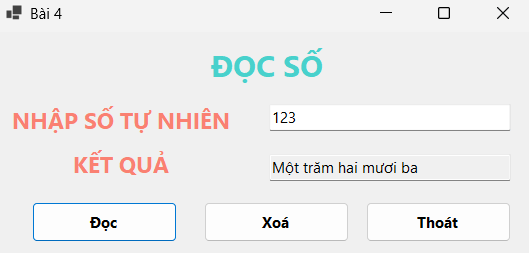 Bài 4
ĐỌC SỐ
NHẬP SỐ TỰ NHIÊN 123
KẾT QUẢ Một trăm hai mươi ba
Đọc Xoá Thoát